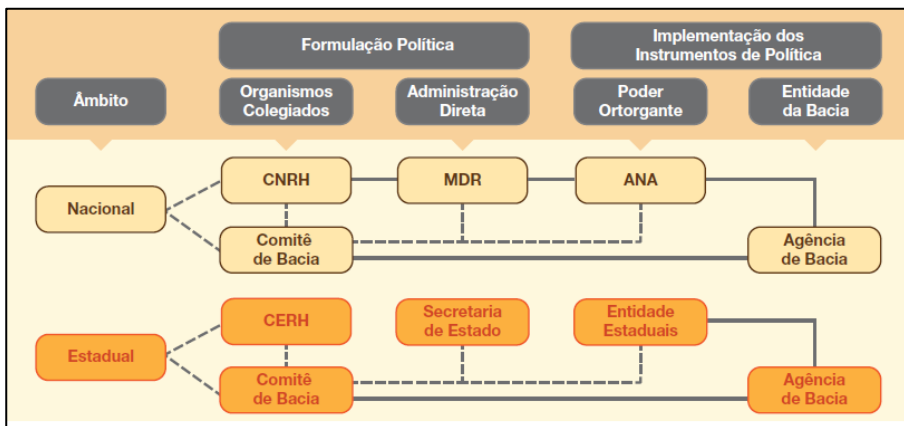 Formulação Política
Implementação dos
Instrumentos de Política
Âmbito
Organismos
Colegiados
Administração
Direta
Poder
Ortorgante
Entidade
da Bacia
Nacional
CNRH
MDR
ANA
Comitê
de Bacia
Agência
de Bacia
Estadual
CERH
Secretaria
de Estado
Entidade
Estaduais
Comitê
de Bacia
Agência
de Bacia